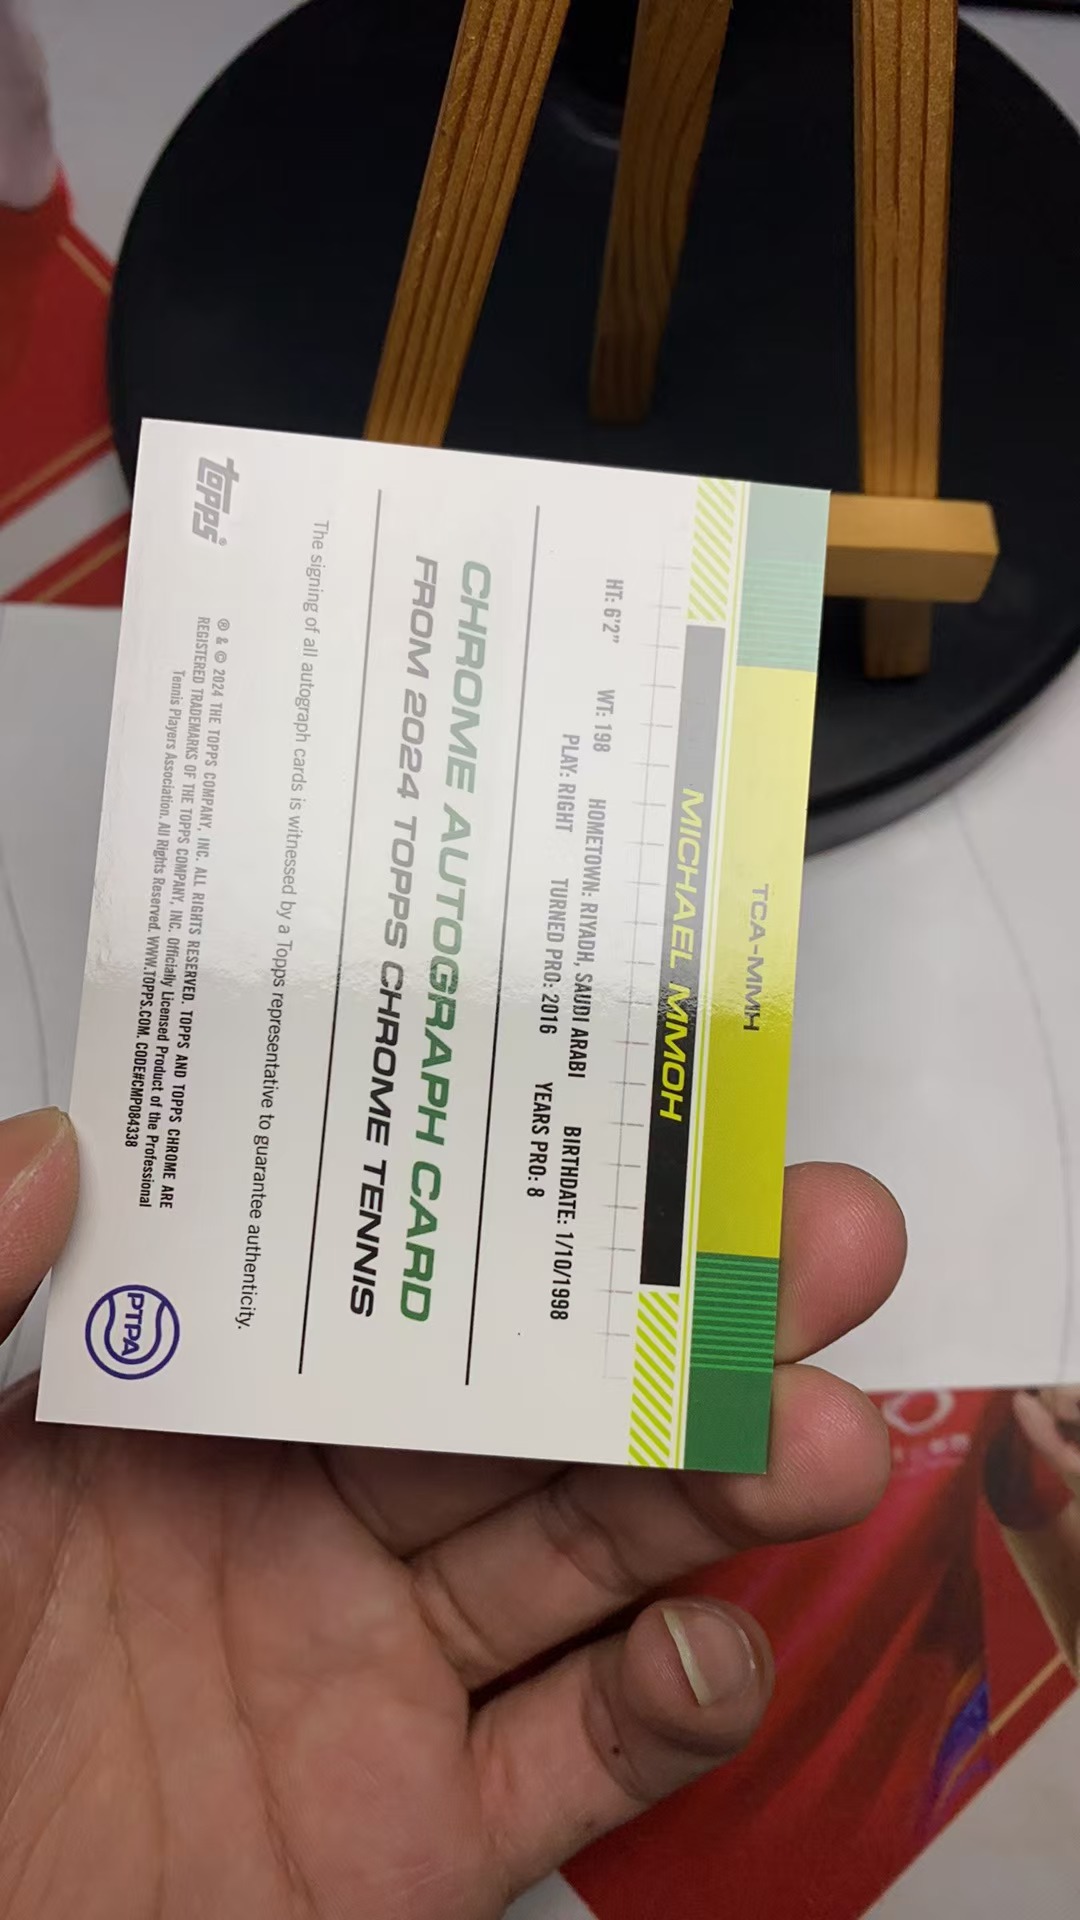 TCA-MMH
MICHAEL MMOH
HT: 6'2" WT: 198 HOMETOWN: RIYADH, SAUDI ARABI BIRTHDATE: 1/10/1998
PLAY: RIGHT TURNED PRO: 2016 YEARS PRO: 8
CHROME AUTOGRAPH CARD
FROM 2024 TOPPS CHROME TENNIS
The signing of all autograph cards is witnessed by a Topps representative to guarantee authenticity.
topps®
® & © 2024 THE TOPPS COMPANY, INC. ALL RIGHTS RESERVED. TOPPS AND TOPPS CHROME ARE
REGISTERED TRADEMARKS OF THE TOPPS COMPANY, INC. Officially Licensed Product of the Professional
Tennis Players Association. All Rights Reserved. WWW.TOPPS.COM. CODE#CMP084338
PTPA